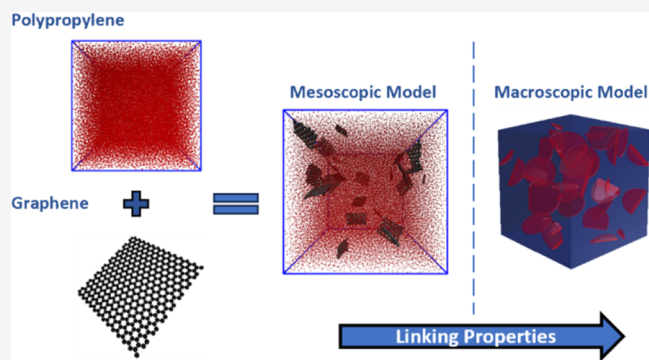 Polypropylene
Mesoscopic Model
Macroscopic Model
Graphene
Linking Properties